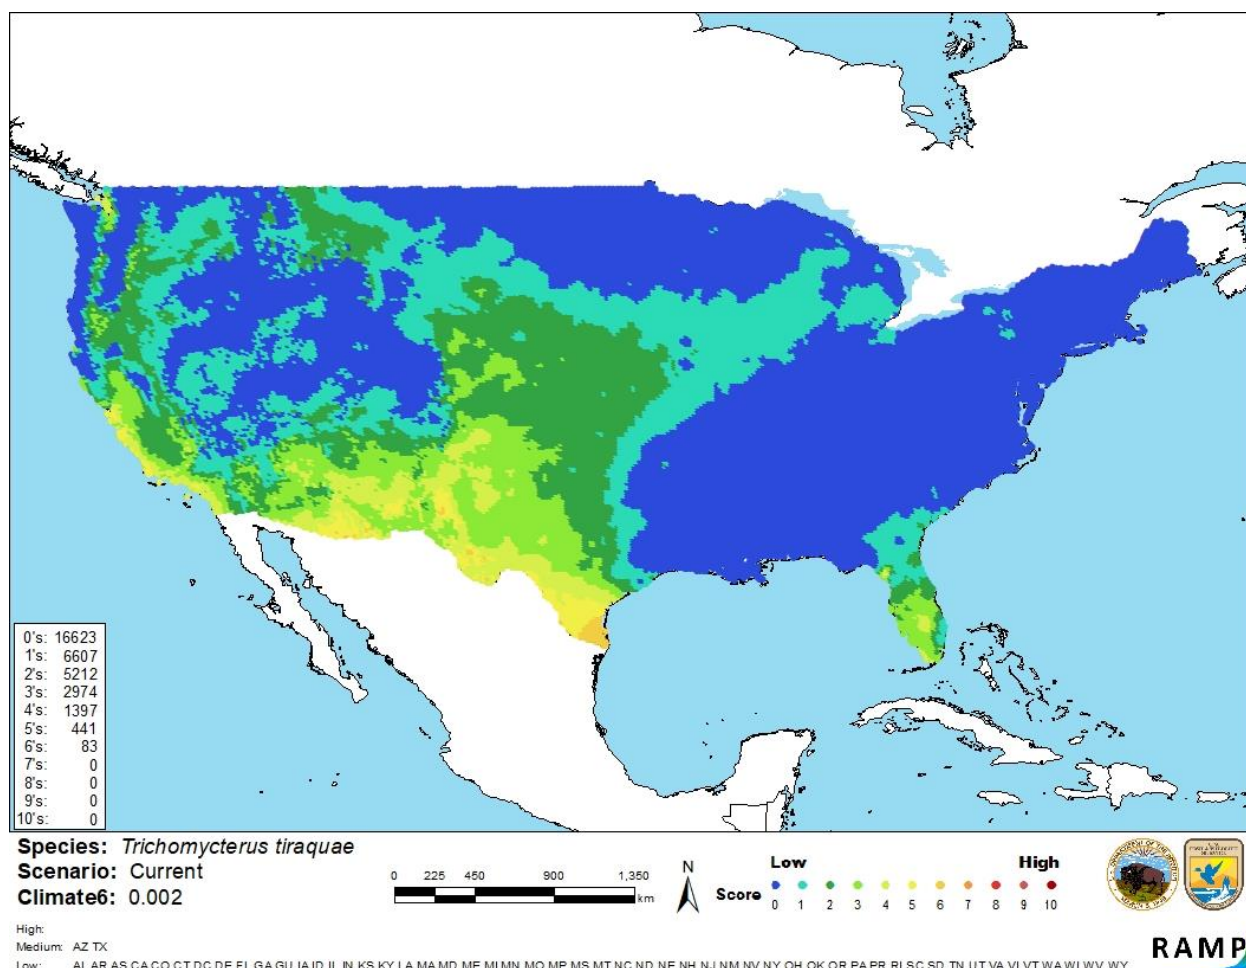 0's: 16623
1's: 6607
2's: 5212
3's: 2974
4's: 1397
5's: 441
6's: 83
7's: 0
8's: 0
9's: 0
10's: 0
Species: Trichomycterus tiraquae
Scenario: Current
Climate6: 0.002
0 225 450 900 1,350
km
N
Low High
Score 0 1 2 3 4 5 6 7 8 9 10
High:
Medium: AZ TX
Low: AL AR AS CA CO CT DC DE FL GA GU IA ID IL IN KS KY LA MA MD ME MI MN MO MP MS MT NC ND NE NH NJ NM NV NY OH OK OR PA PR RI SC SD TN UT VA VI VT WA WI WV WY
RAMP